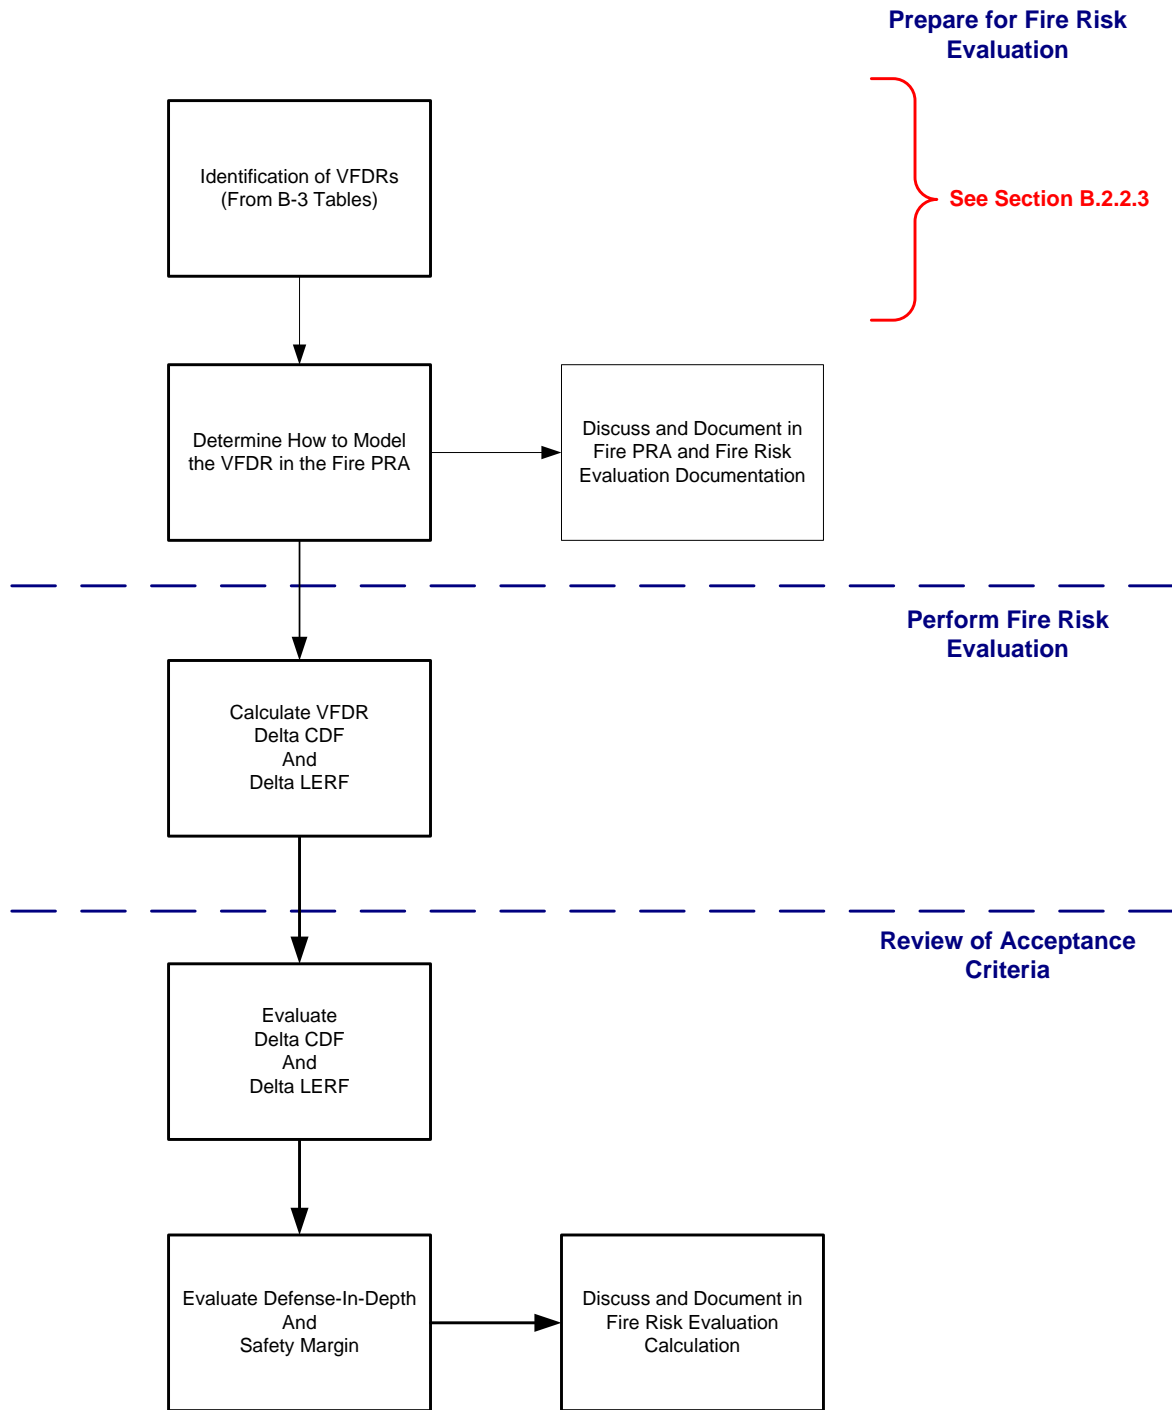 Prepare for Fire Risk
Evaluation
Identification of VFDRs
(From B-3 Tables)
See Section B.2.2.3
Determine How to Model
the VFDR in the Fire PRA
Discuss and Document in
Fire PRA and Fire Risk
Evaluation Documentation
Perform Fire Risk
Evaluation
Calculate VFDR
Delta CDF
And
Delta LERF
Review of Acceptance
Criteria
Evaluate
Delta CDF
And
Delta LERF
Evaluate Defense-In-Depth
And
Safety Margin
Discuss and Document in
Fire Risk Evaluation
Calculation